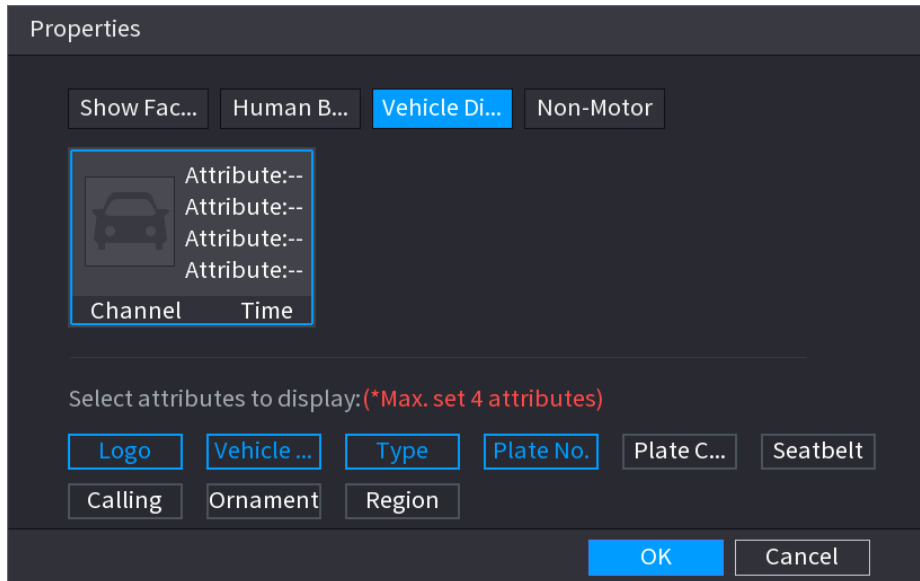 Properties
Show Fac... Human B... Vehicle Di... Non-Motor
Attribute:--
Attribute:--
Attribute:--
Attribute:--
Channel Time
Select attributes to display:(*Max. set 4 attributes)
Logo Vehicle ... Type Plate No. Plate C... Seatbelt
Calling Ornament Region
OK Cancel